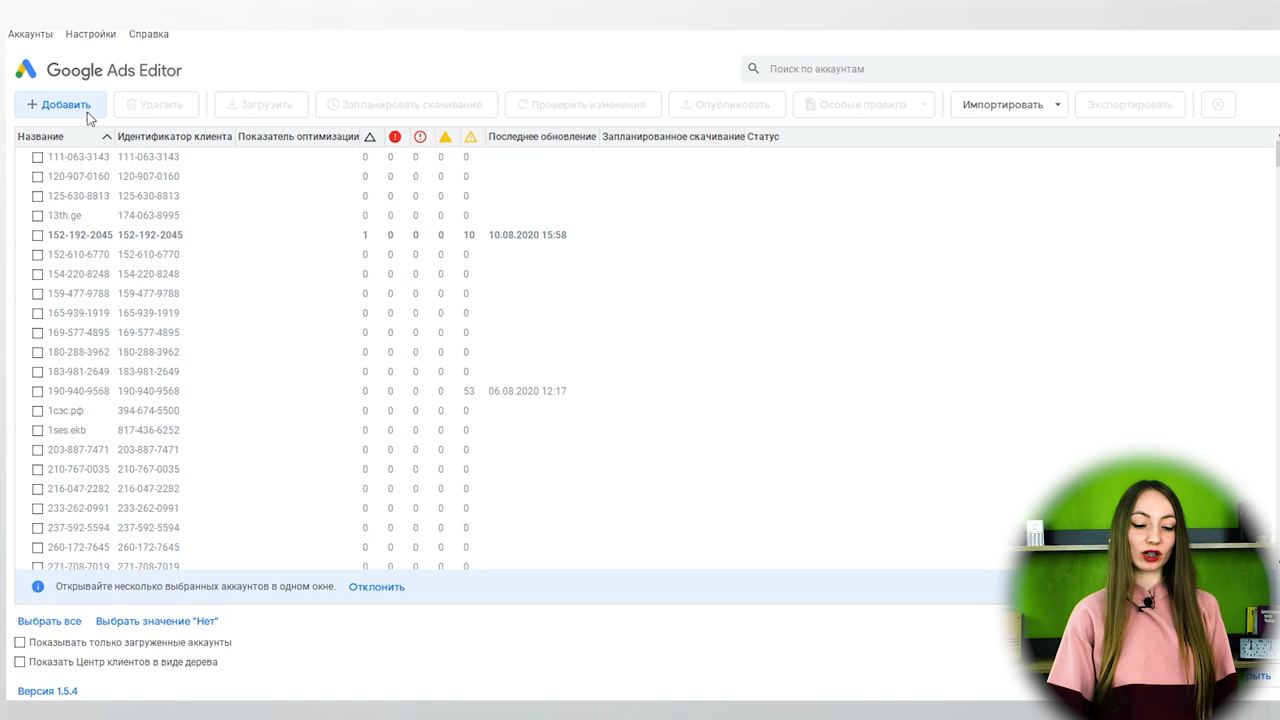 Аккаунты Настройки Справка
Google Ads Editor
Поиск по аккаунтам
+ Добавить Удалить Загрузить Запланировать скачивание Проверить изменения Опубликовать Особые правила Импортировать Экспортировать
Название Идентификатор клиента Показатель оптимизации Последнее обновление Запланированное скачивание Статус
111-063-3143 111-063-3143 0 0 0 0 0
120-907-0160 120-907-0160 0 0 0 0 0
125-630-8813 125-630-8813 0 0 0 0 0
13th.ge 174-063-8995 0 0 0 0 0
152-192-2045 152-192-2045 1 0 0 0 10 10.08.2020 15:58
152-610-6770 152-610-6770 0 0 0 0 0
154-220-8248 154-220-8248 0 0 0 0 0
159-477-9788 159-477-9788 0 0 0 0 0
165-939-1919 165-939-1919 0 0 0 0 0
169-577-4895 169-577-4895 0 0 0 0 0
180-288-3962 180-288-3962 0 0 0 0 0
183-981-2649 183-981-2649 0 0 0 0 0
190-940-9568 190-940-9568 0 0 0 0 53 06.08.2020 12:17
1сэс.рф 394-674-5500 0 0 0 0 0
1ses.ekb 817-436-6252 0 0 0 0 0
203-887-7471 203-887-7471 0 0 0 0 0
210-767-0035 210-767-0035 0 0 0 0 0
216-047-2282 216-047-2282 0 0 0 0 0
233-262-0991 233-262-0991 0 0 0 0 0
237-592-5594 237-592-5594 0 0 0 0 0
260-172-7645 260-172-7645 0 0 0 0 0
271-708-7019 271-708-7019 0 0 0 0 0
Открывайте несколько выбранных аккаунтов в одном окне. Отклонить
Выбрать все Выбрать значение "Нет"
Показывать только загруженные аккаунты
Показать Центр клиентов в виде дерева
Версия 1.5.4